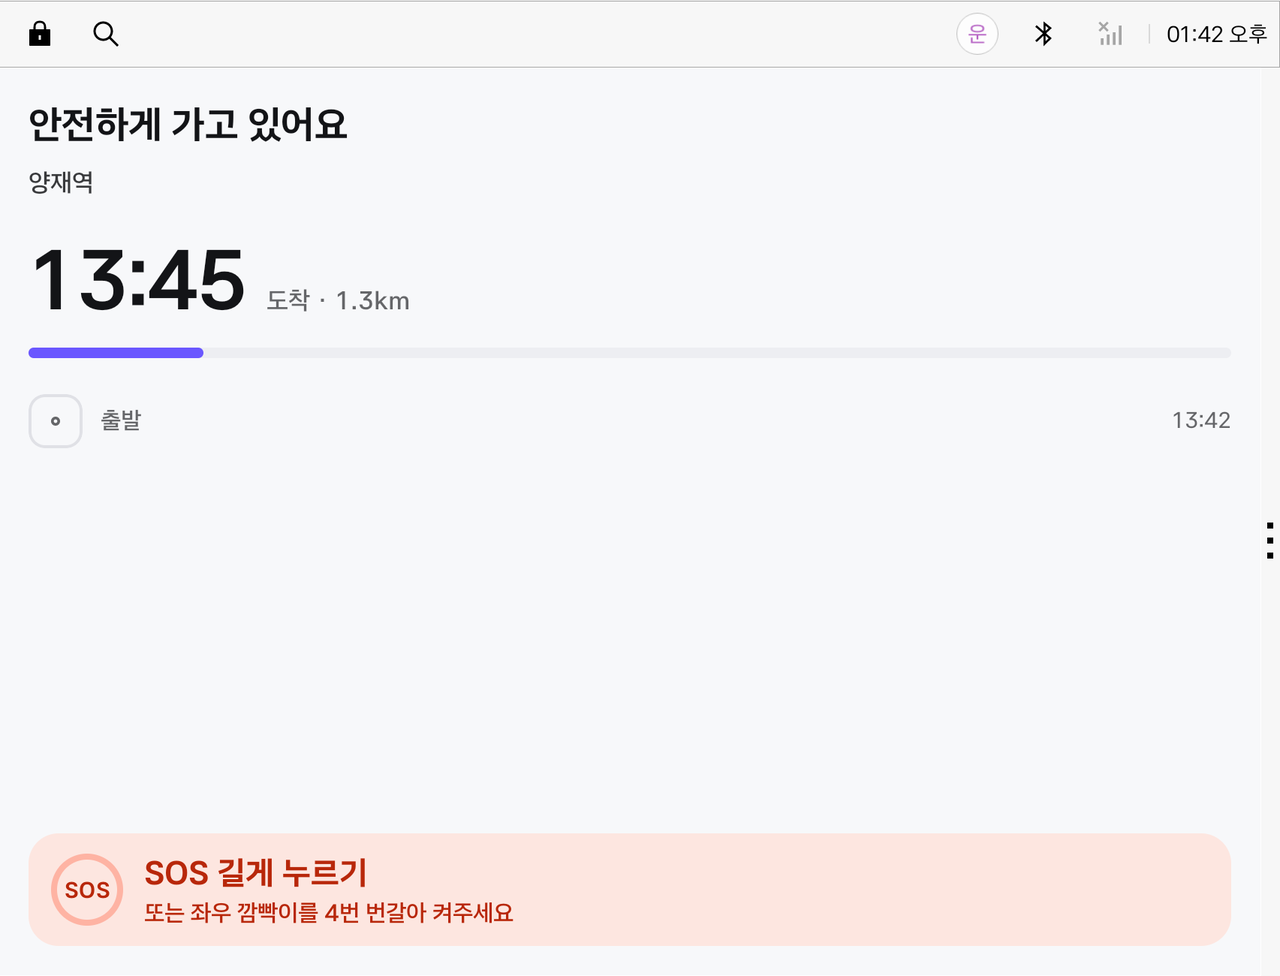 운
01:42 오후
안전하게 가고 있어요
양재역
13:45 도착 · 1.3km
출발 13:42
SOS
SOS 길게 누르기
또는 좌우 깜빡이를 4번 번갈아 켜주세요